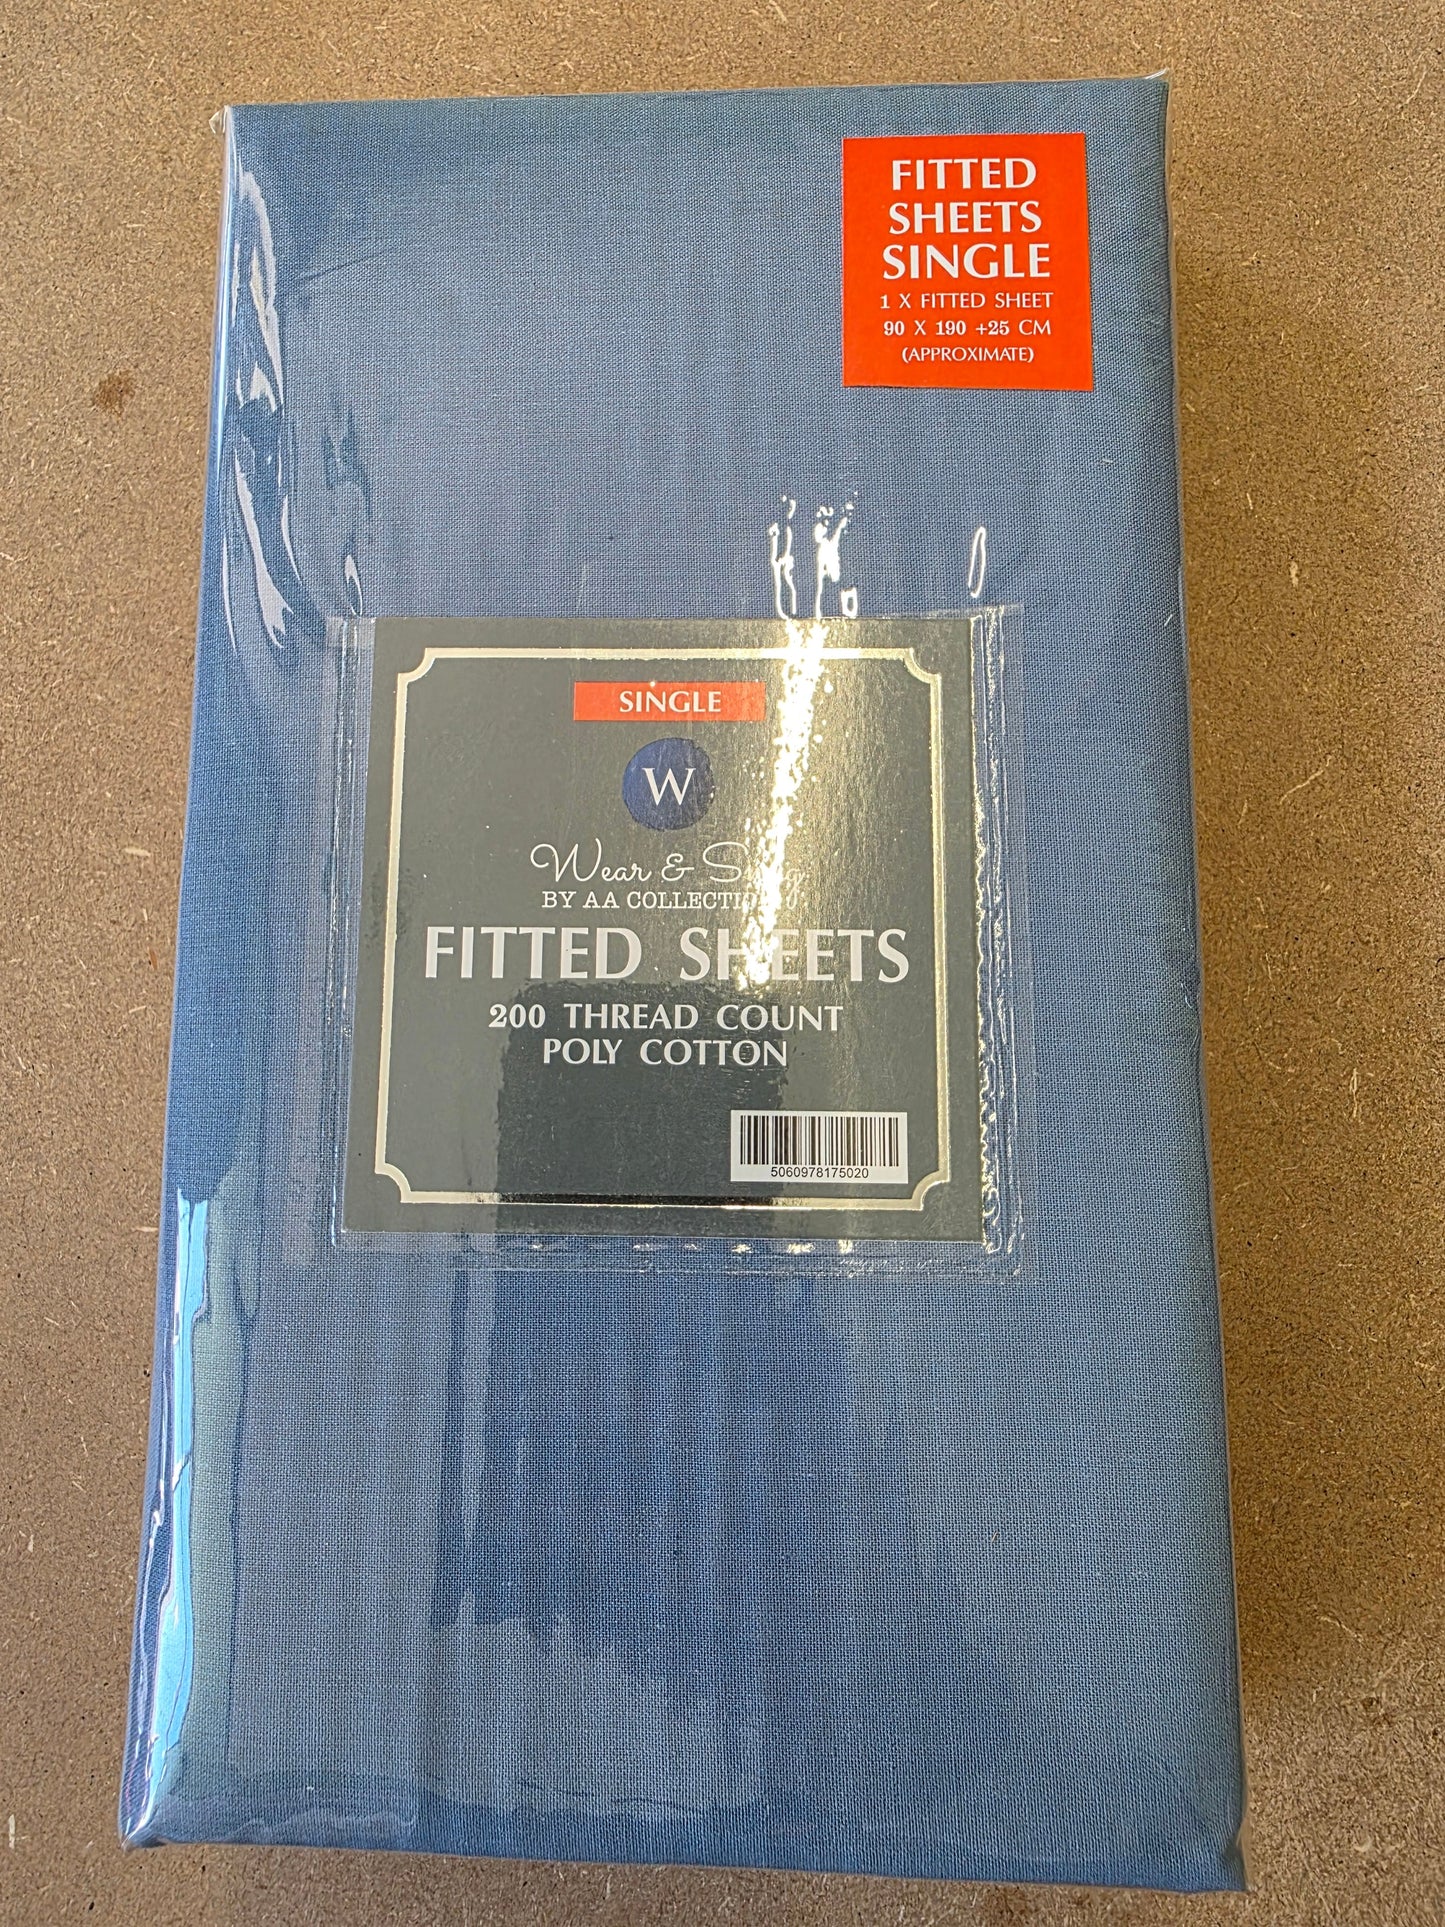 FITTED
SHEETS
SINGLE
1 X FITTED SHEET
90 X 190 +25 CM
(APPROXIMATE)
SINGLE
W
Wear &
BY AA
FITTED SHEETS
200 THREAD COUNT
POLY COTTON
5060978175020